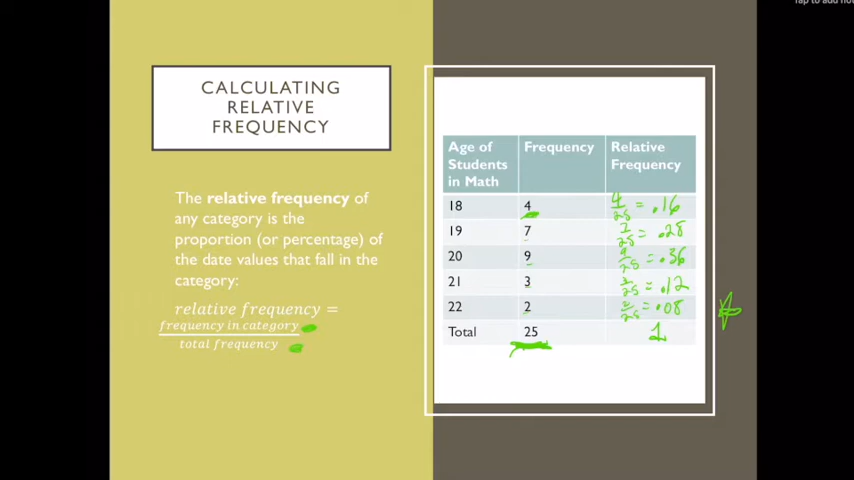 Tap to add not
CALCULATING
RELATIVE
FREQUENCY
The relative frequency of
any category is the
proportion (or percentage) of
the date values that fall in the
category:
relative frequency =
frequency in category
total frequency
Age of Students in Math Frequency Relative Frequency
18 4 4/25 = .16
19 7 7/25 = .28
20 9 9/25 = .36
21 3 3/25 = .12
22 2 2/25 = .08
Total 25 1